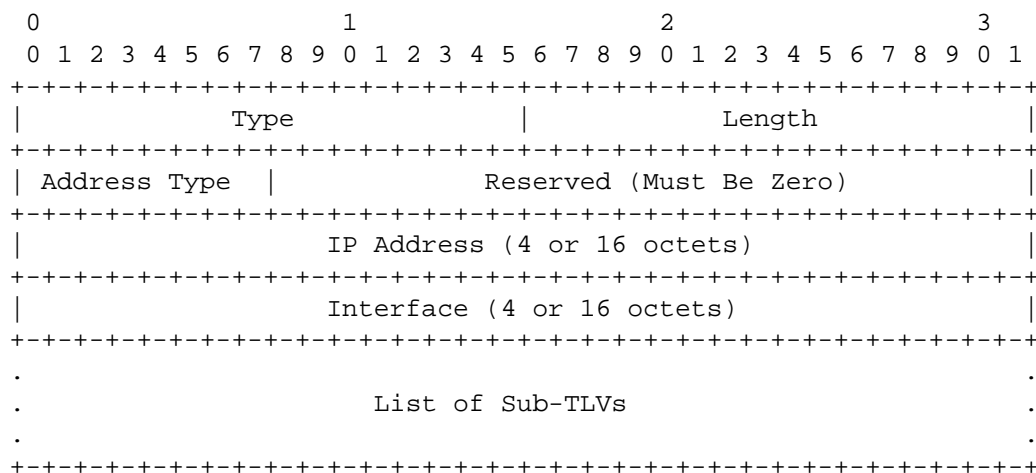 0                   1                   2                   3
 0 1 2 3 4 5 6 7 8 9 0 1 2 3 4 5 6 7 8 9 0 1 2 3 4 5 6 7 8 9 0 1
+-+-+-+-+-+-+-+-+-+-+-+-+-+-+-+-+-+-+-+-+-+-+-+-+-+-+-+-+-+-+-+-+
|             Type              |            Length             |
+-+-+-+-+-+-+-+-+-+-+-+-+-+-+-+-+-+-+-+-+-+-+-+-+-+-+-+-+-+-+-+-+
| Address Type  |             Reserved (Must Be Zero)           |
+-+-+-+-+-+-+-+-+-+-+-+-+-+-+-+-+-+-+-+-+-+-+-+-+-+-+-+-+-+-+-+-+
|                   IP Address (4 or 16 octets)                 |
+-+-+-+-+-+-+-+-+-+-+-+-+-+-+-+-+-+-+-+-+-+-+-+-+-+-+-+-+-+-+-+-+
|                   Interface (4 or 16 octets)                  |
+-+-+-+-+-+-+-+-+-+-+-+-+-+-+-+-+-+-+-+-+-+-+-+-+-+-+-+-+-+-+-+-+
.                                                               .
.                      List of Sub-TLVs                         .
.                                                               .
+-+-+-+-+-+-+-+-+-+-+-+-+-+-+-+-+-+-+-+-+-+-+-+-+-+-+-+-+-+-+-+-+